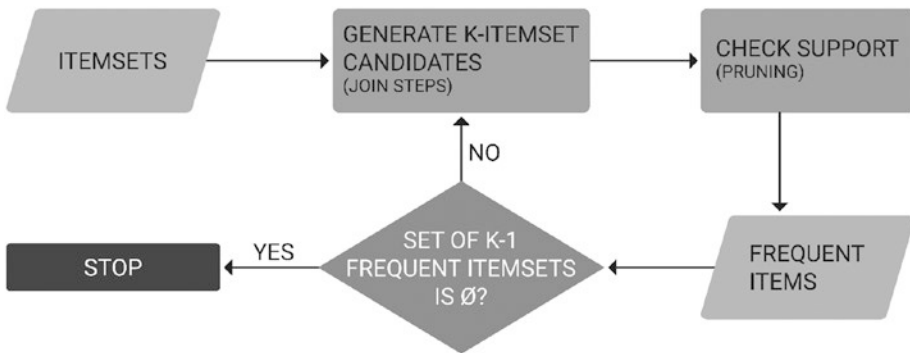 ITEMSETS
GENERATE K-ITEMSET
CANDIDATES
(JOIN STEPS)
CHECK SUPPORT
(PRUNING)
NO
STOP
YES
SET OF K-1
FREQUENT ITEMSETS
IS Ø?
FREQUENT
ITEMS